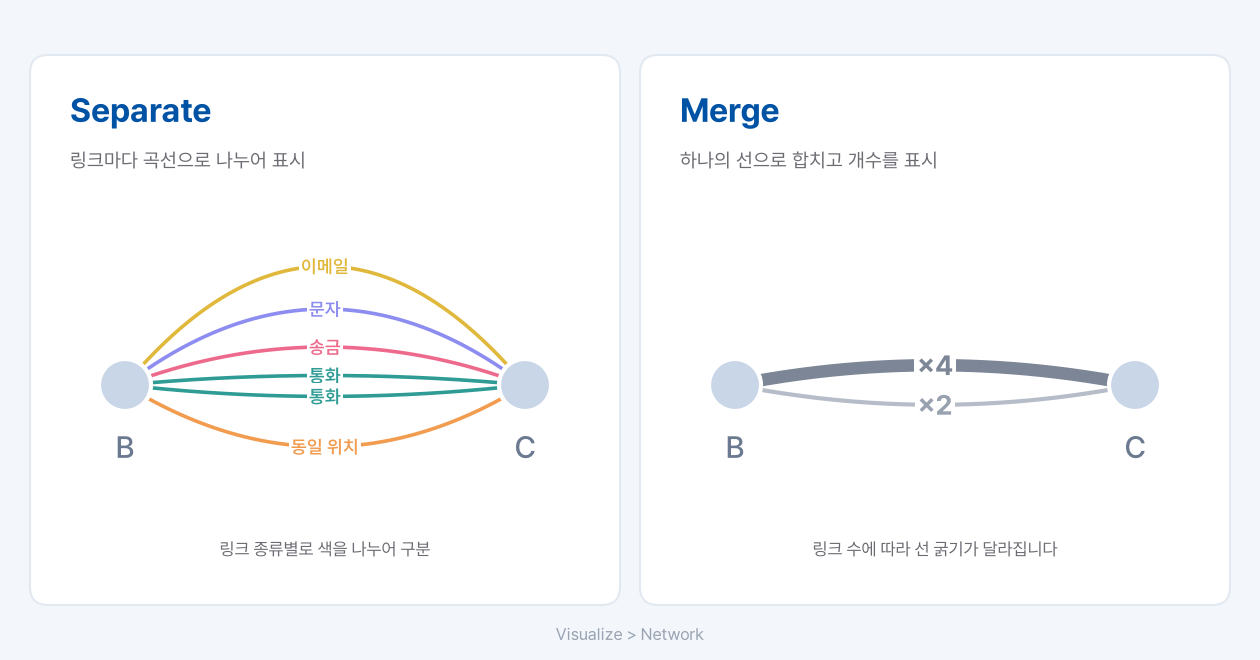 Separate
링크마다 곡선으로 나누어 표시
이메일
문자
송금
통화
통화
동일 위치
B
C
링크 종류별로 색을 나누어 구분
Merge
하나의 선으로 합치고 개수를 표시
×4
×2
B
C
링크 수에 따라 선 굵기가 달라집니다
Visualize > Network